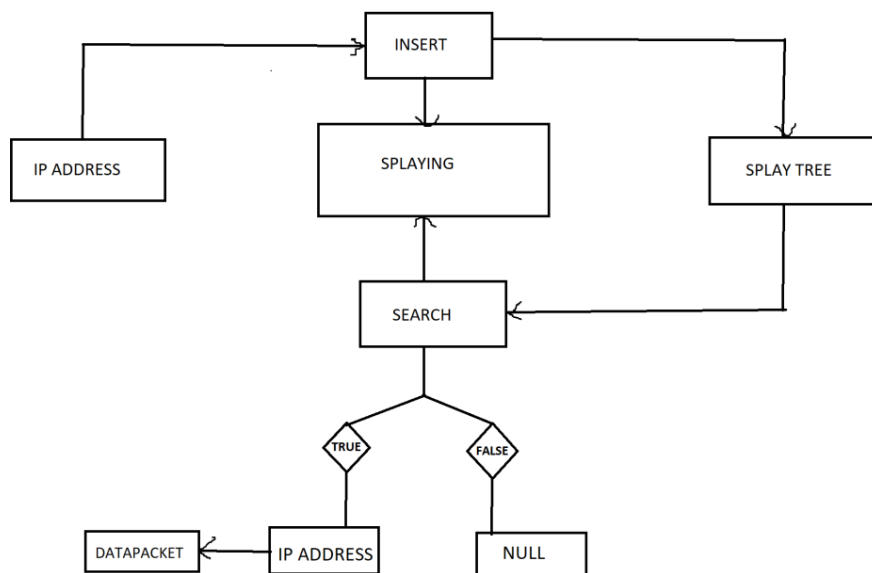 INSERT
IP ADDRESS
SPLAYING
SPLAY TREE
SEARCH
TRUE
FALSE
DATAPACKET
IP ADDRESS
NULL